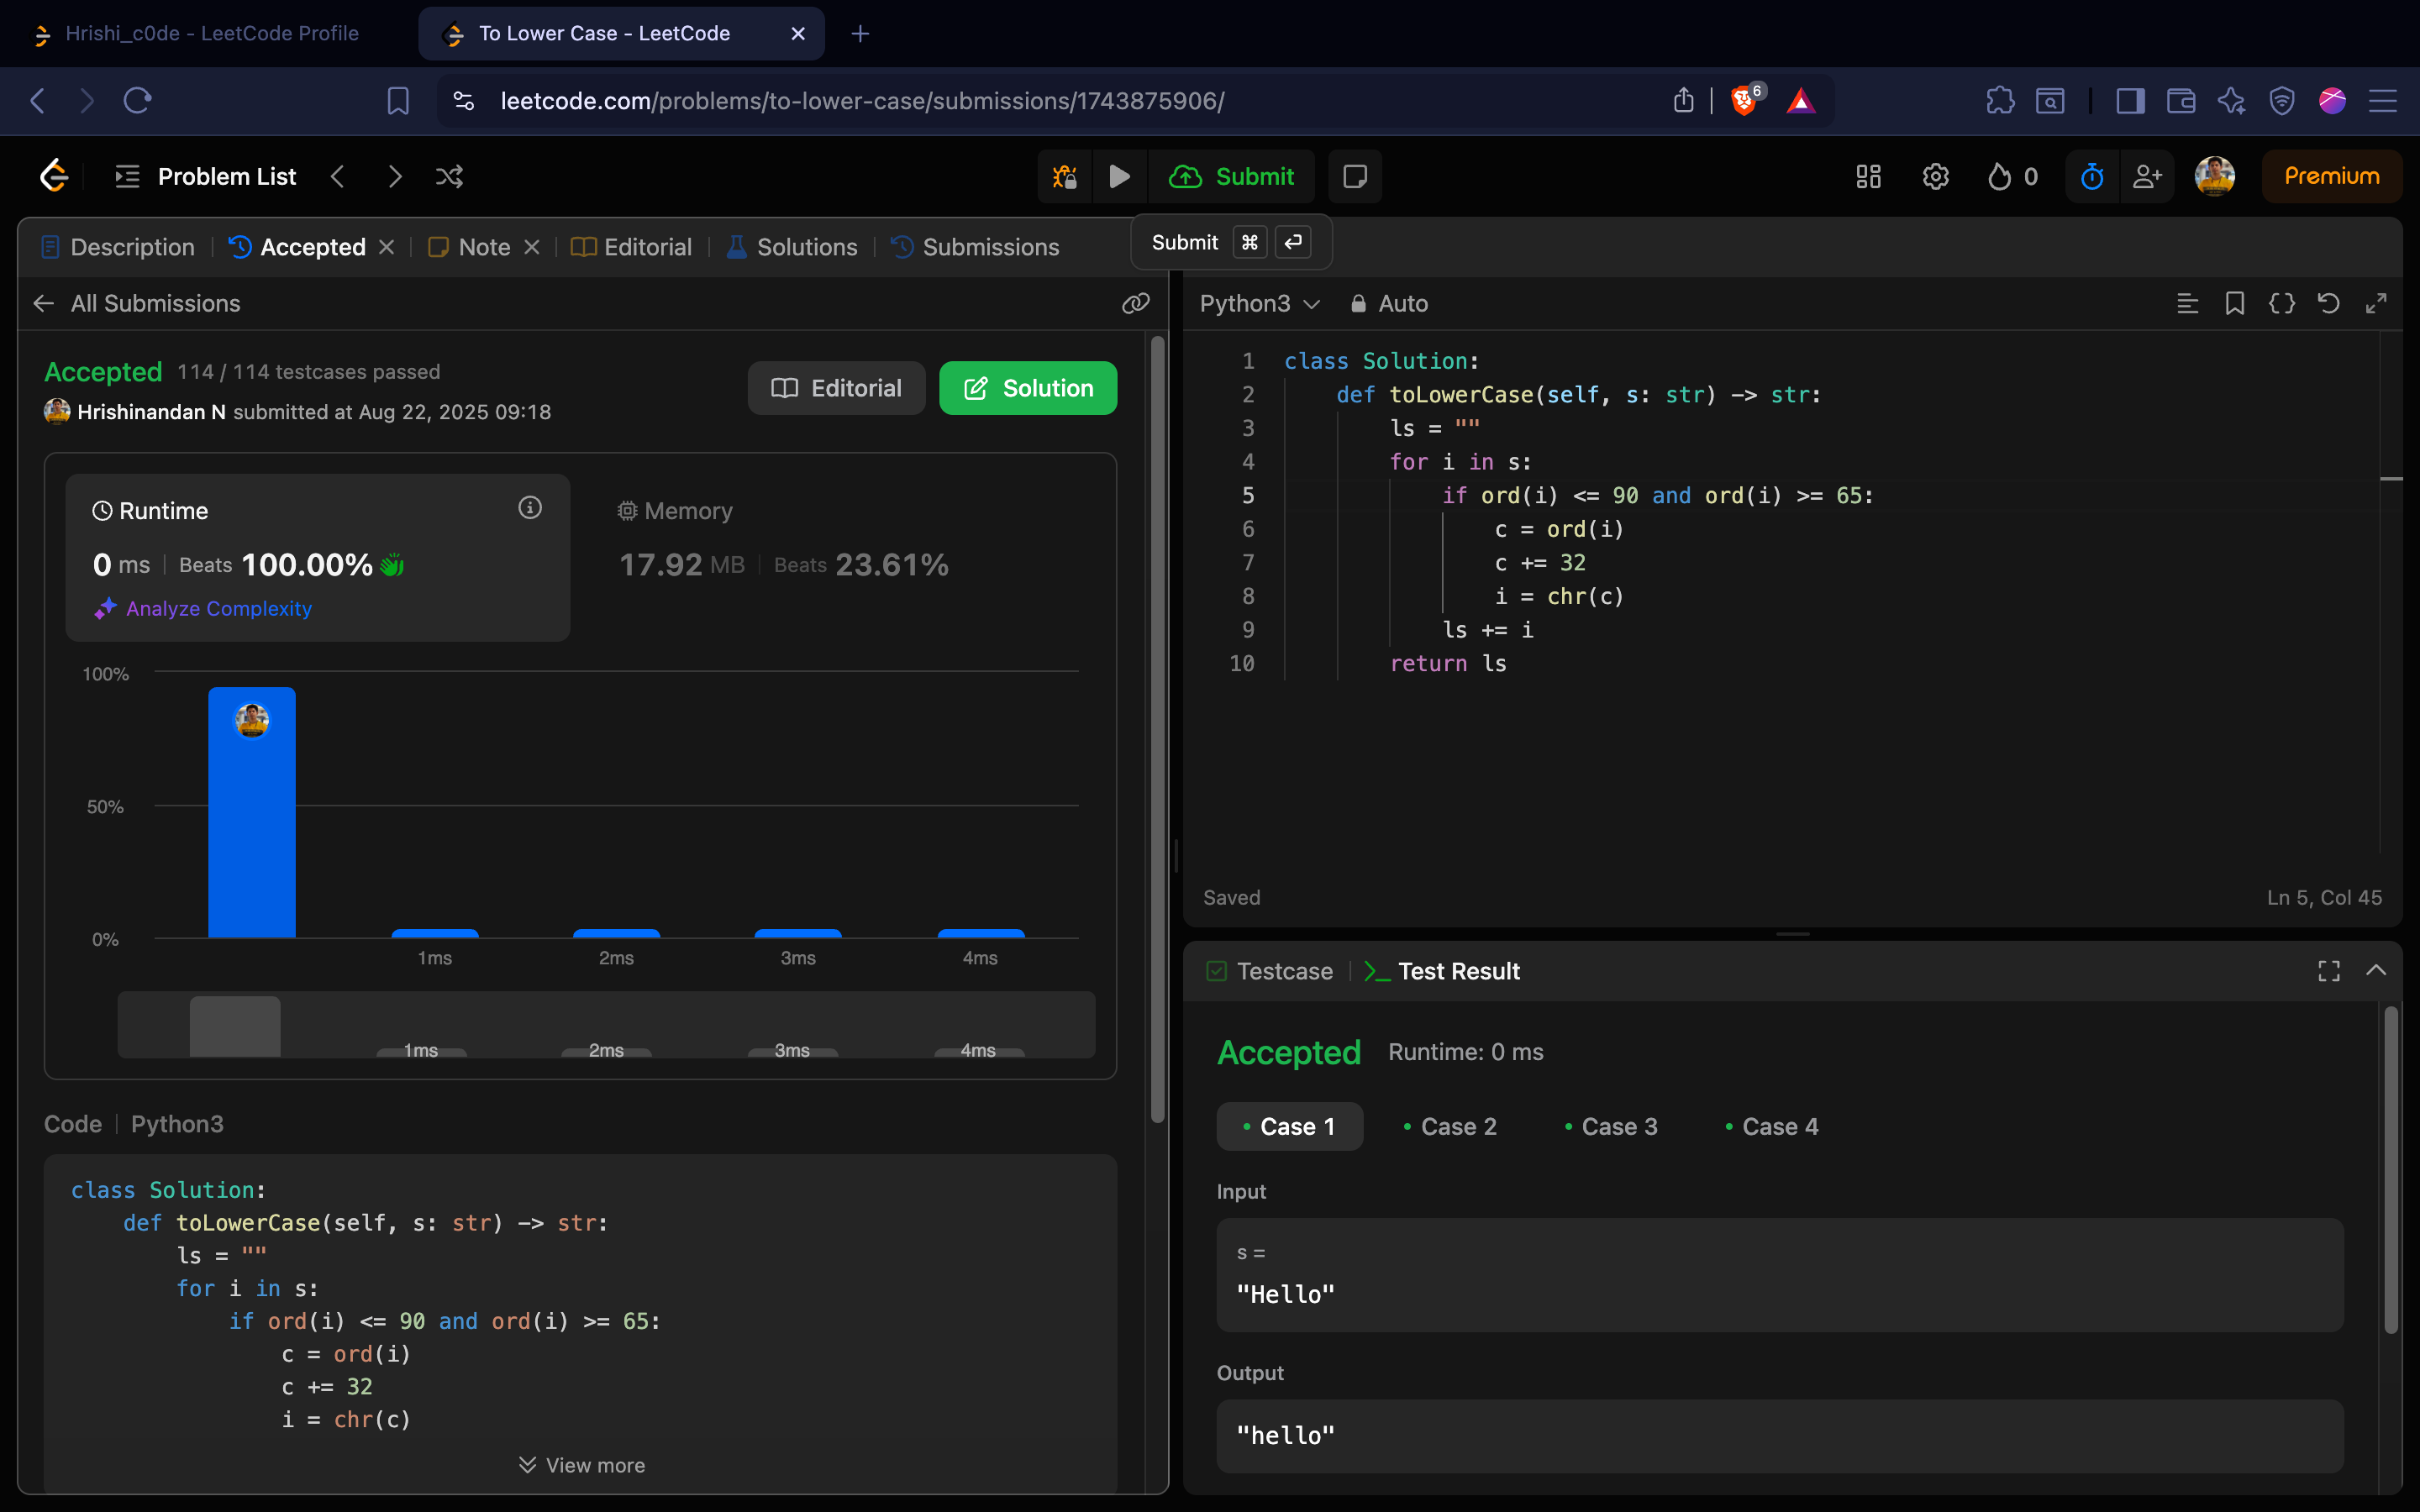 Hrishi_c0de - LeetCode Profile
To Lower Case - LeetCode
leetcode.com/problems/to-lower-case/submissions/1743875906/
6
Problem List
Submit
0
Premium
Description
Accepted
Note
Editorial
Solutions
Submissions
Submit ⌘ ↵
All Submissions
Accepted 114 / 114 testcases passed
Hrishinandan N submitted at Aug 22, 2025 09:18
Editorial
Solution
Runtime
0 ms | Beats 100.00%
Analyze Complexity
Memory
17.92 MB | Beats 23.61%
100%
50%
0%
1ms 2ms 3ms 4ms
1ms 2ms 3ms 4ms
Code | Python3
class Solution:
    def toLowerCase(self, s: str) -> str:
        ls = ""
        for i in s:
            if ord(i) <= 90 and ord(i) >= 65:
                c = ord(i)
                c += 32
                i = chr(c)
View more
Python3
Auto
1 class Solution:
2     def toLowerCase(self, s: str) -> str:
3         ls = ""
4         for i in s:
5             if ord(i) <= 90 and ord(i) >= 65:
6                 c = ord(i)
7                 c += 32
8                 i = chr(c)
9             ls += i
10         return ls
Saved
Ln 5, Col 45
Testcase
Test Result
Accepted Runtime: 0 ms
Case 1
Case 2
Case 3
Case 4
Input
s =
"Hello"
Output
"hello"